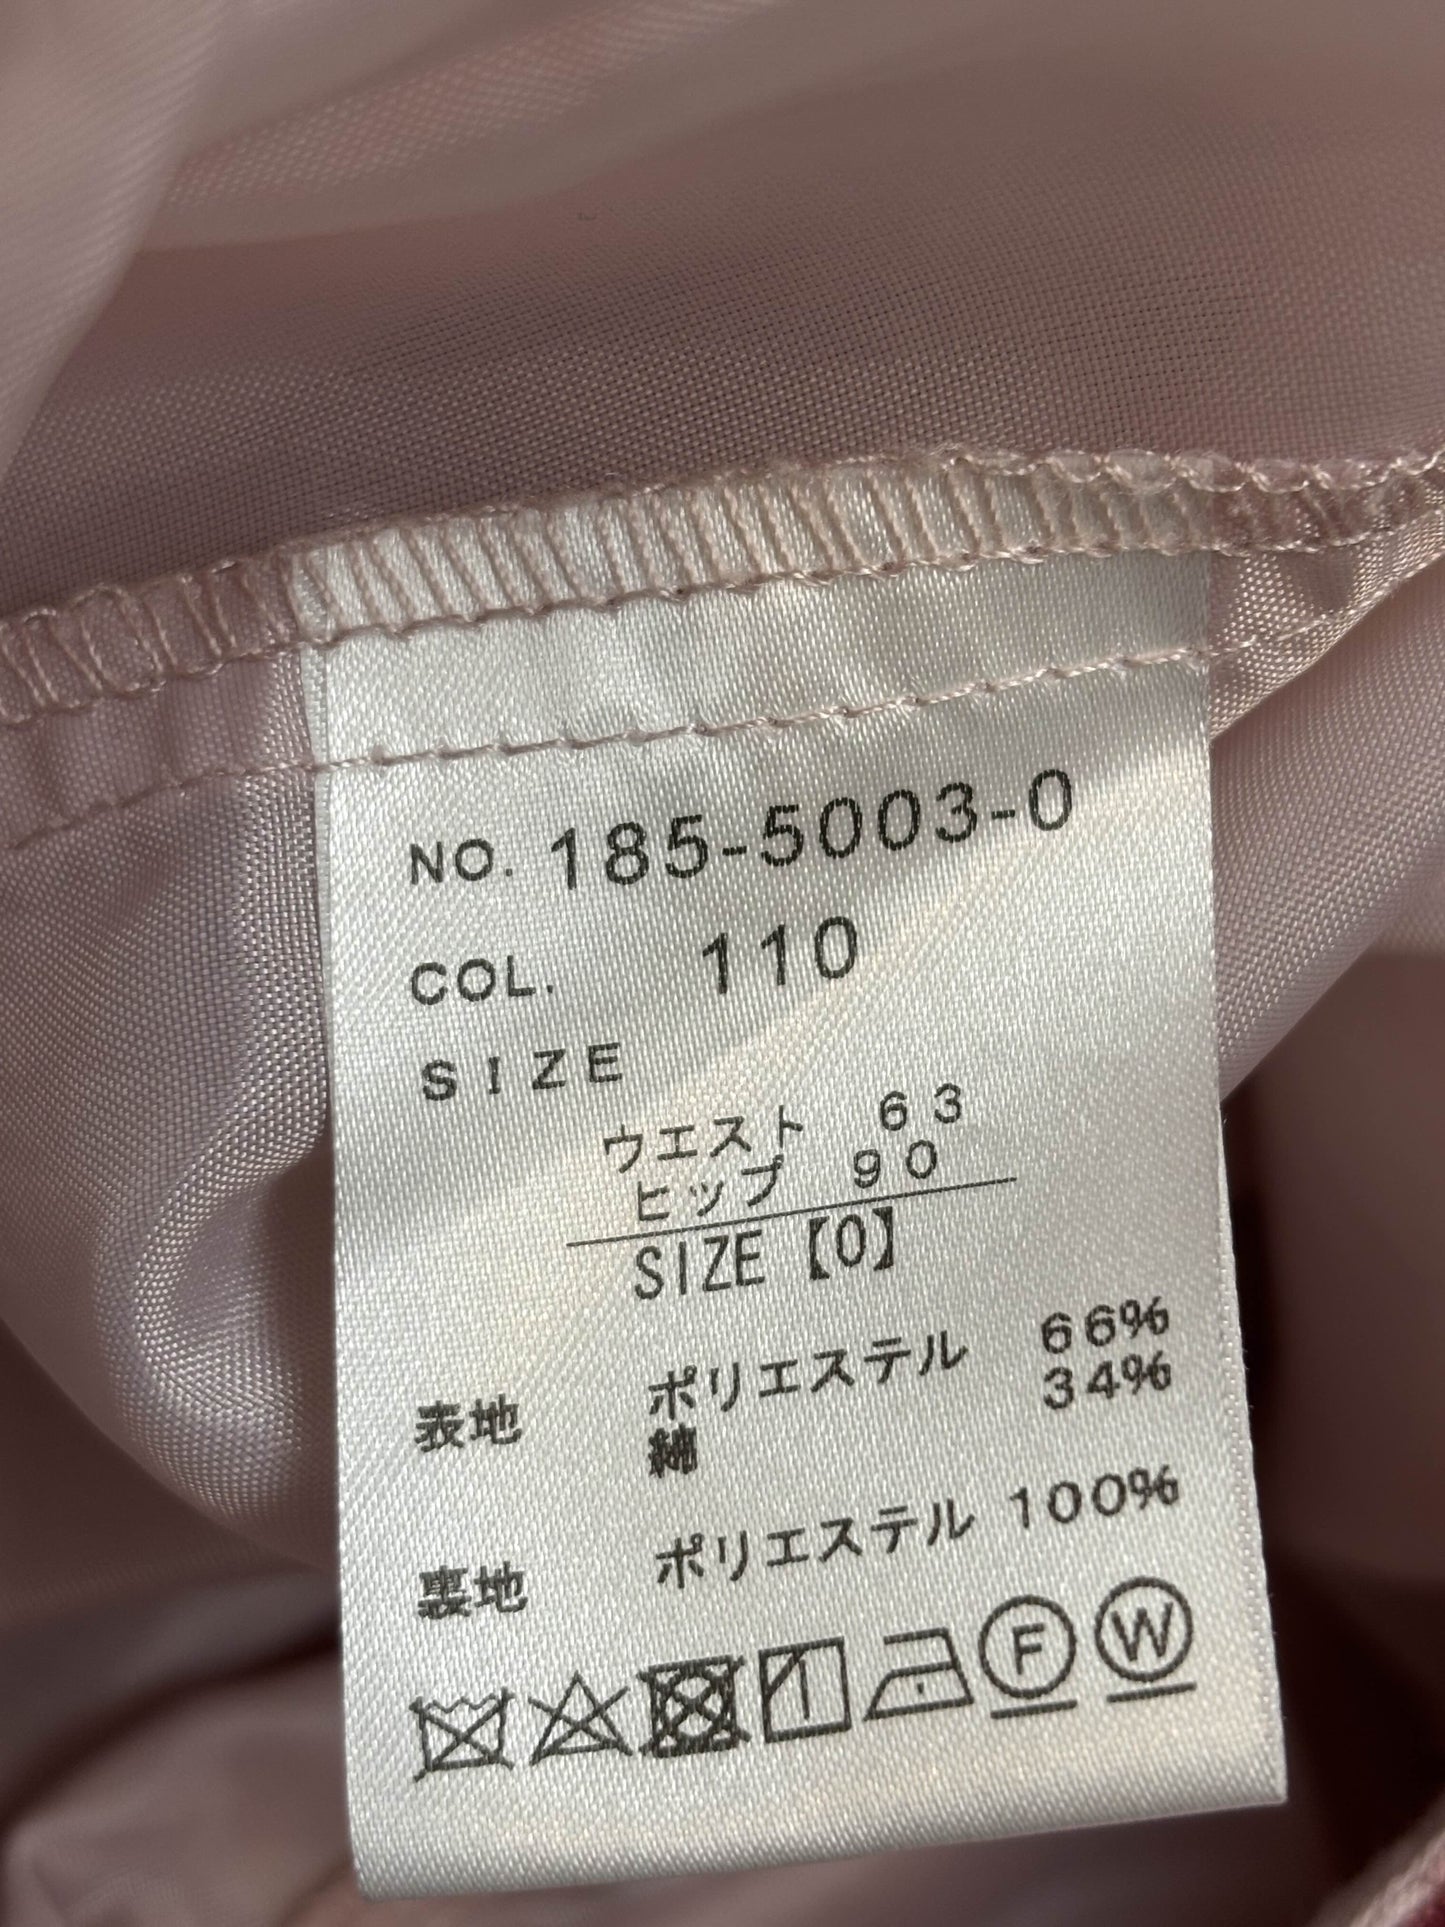 NO. 185-5003-0
COL. 110
SIZE
ウエスト 63
ヒップ 90
SIZE【0】
表地 ポリエステル 66%
綿 34%
裏地 ポリエステル 100%
F W